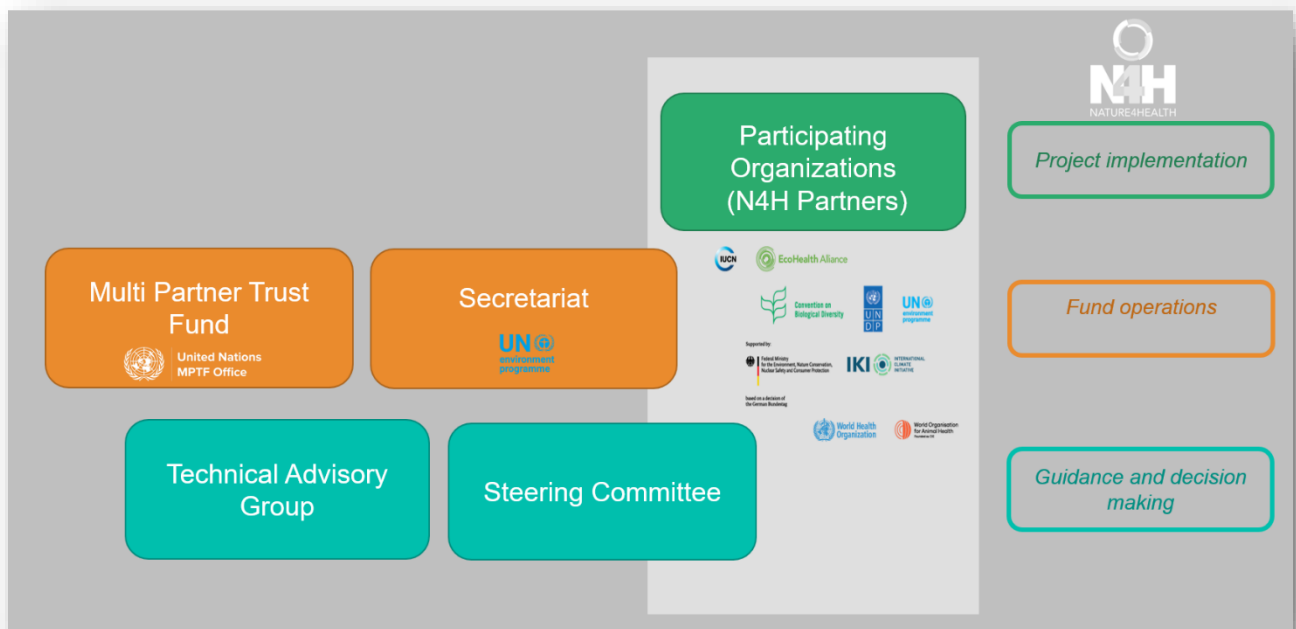 N4H
NATURE4HEALTH
Participating
Organizations
(N4H Partners)
Project implementation
IUCN
EcoHealth Alliance
Multi Partner Trust
Fund
United Nations
MPTF Office
Secretariat
UN
environment
programme
Convention on
Biological Diversity
U N
D P
UN
environment
programme
Fund operations
Supported by:
Federal Ministry
for the Environment, Nature Conservation,
Nuclear Safety and Consumer Protection
IKI
INTERNATIONAL
CLIMATE
INITIATIVE
based on a decision of
the German Bundestag
World Health
Organization
World Organisation
for Animal Health
Technical Advisory
Group
Steering Committee
Guidance and decision
making